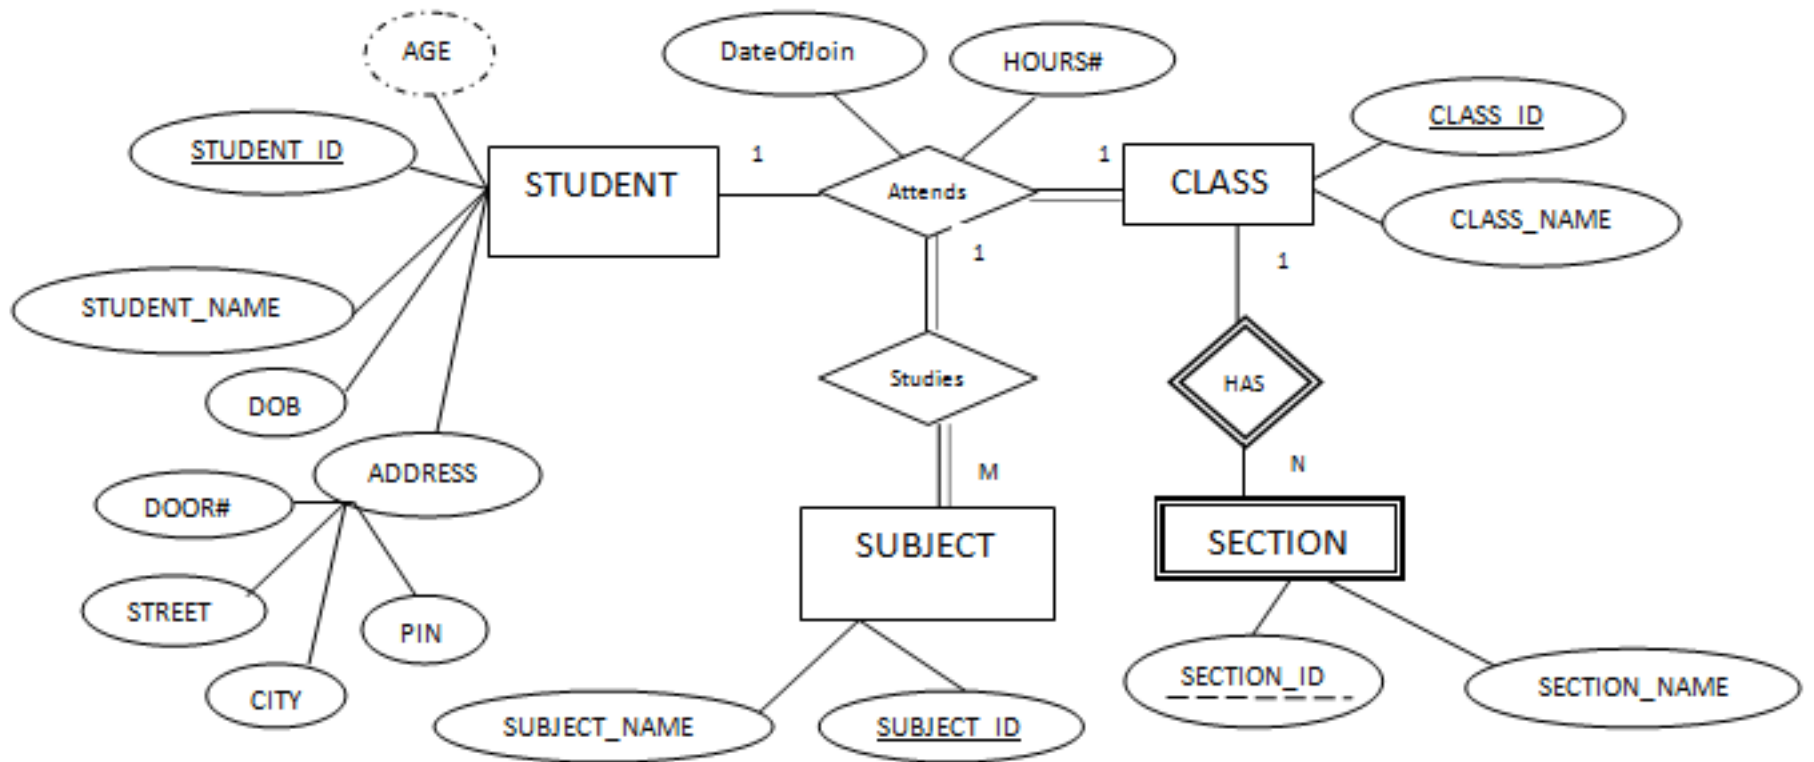 AGE
DateOfJoin
HOURS#
STUDENT_ID
CLASS_ID
STUDENT
1
Attends
1
CLASS
CLASS_NAME
1
1
STUDENT_NAME
Studies
HAS
DOB
ADDRESS
M
N
DOOR#
SUBJECT
SECTION
STREET
PIN
CITY
SECTION_ID
SECTION_NAME
SUBJECT_NAME
SUBJECT_ID